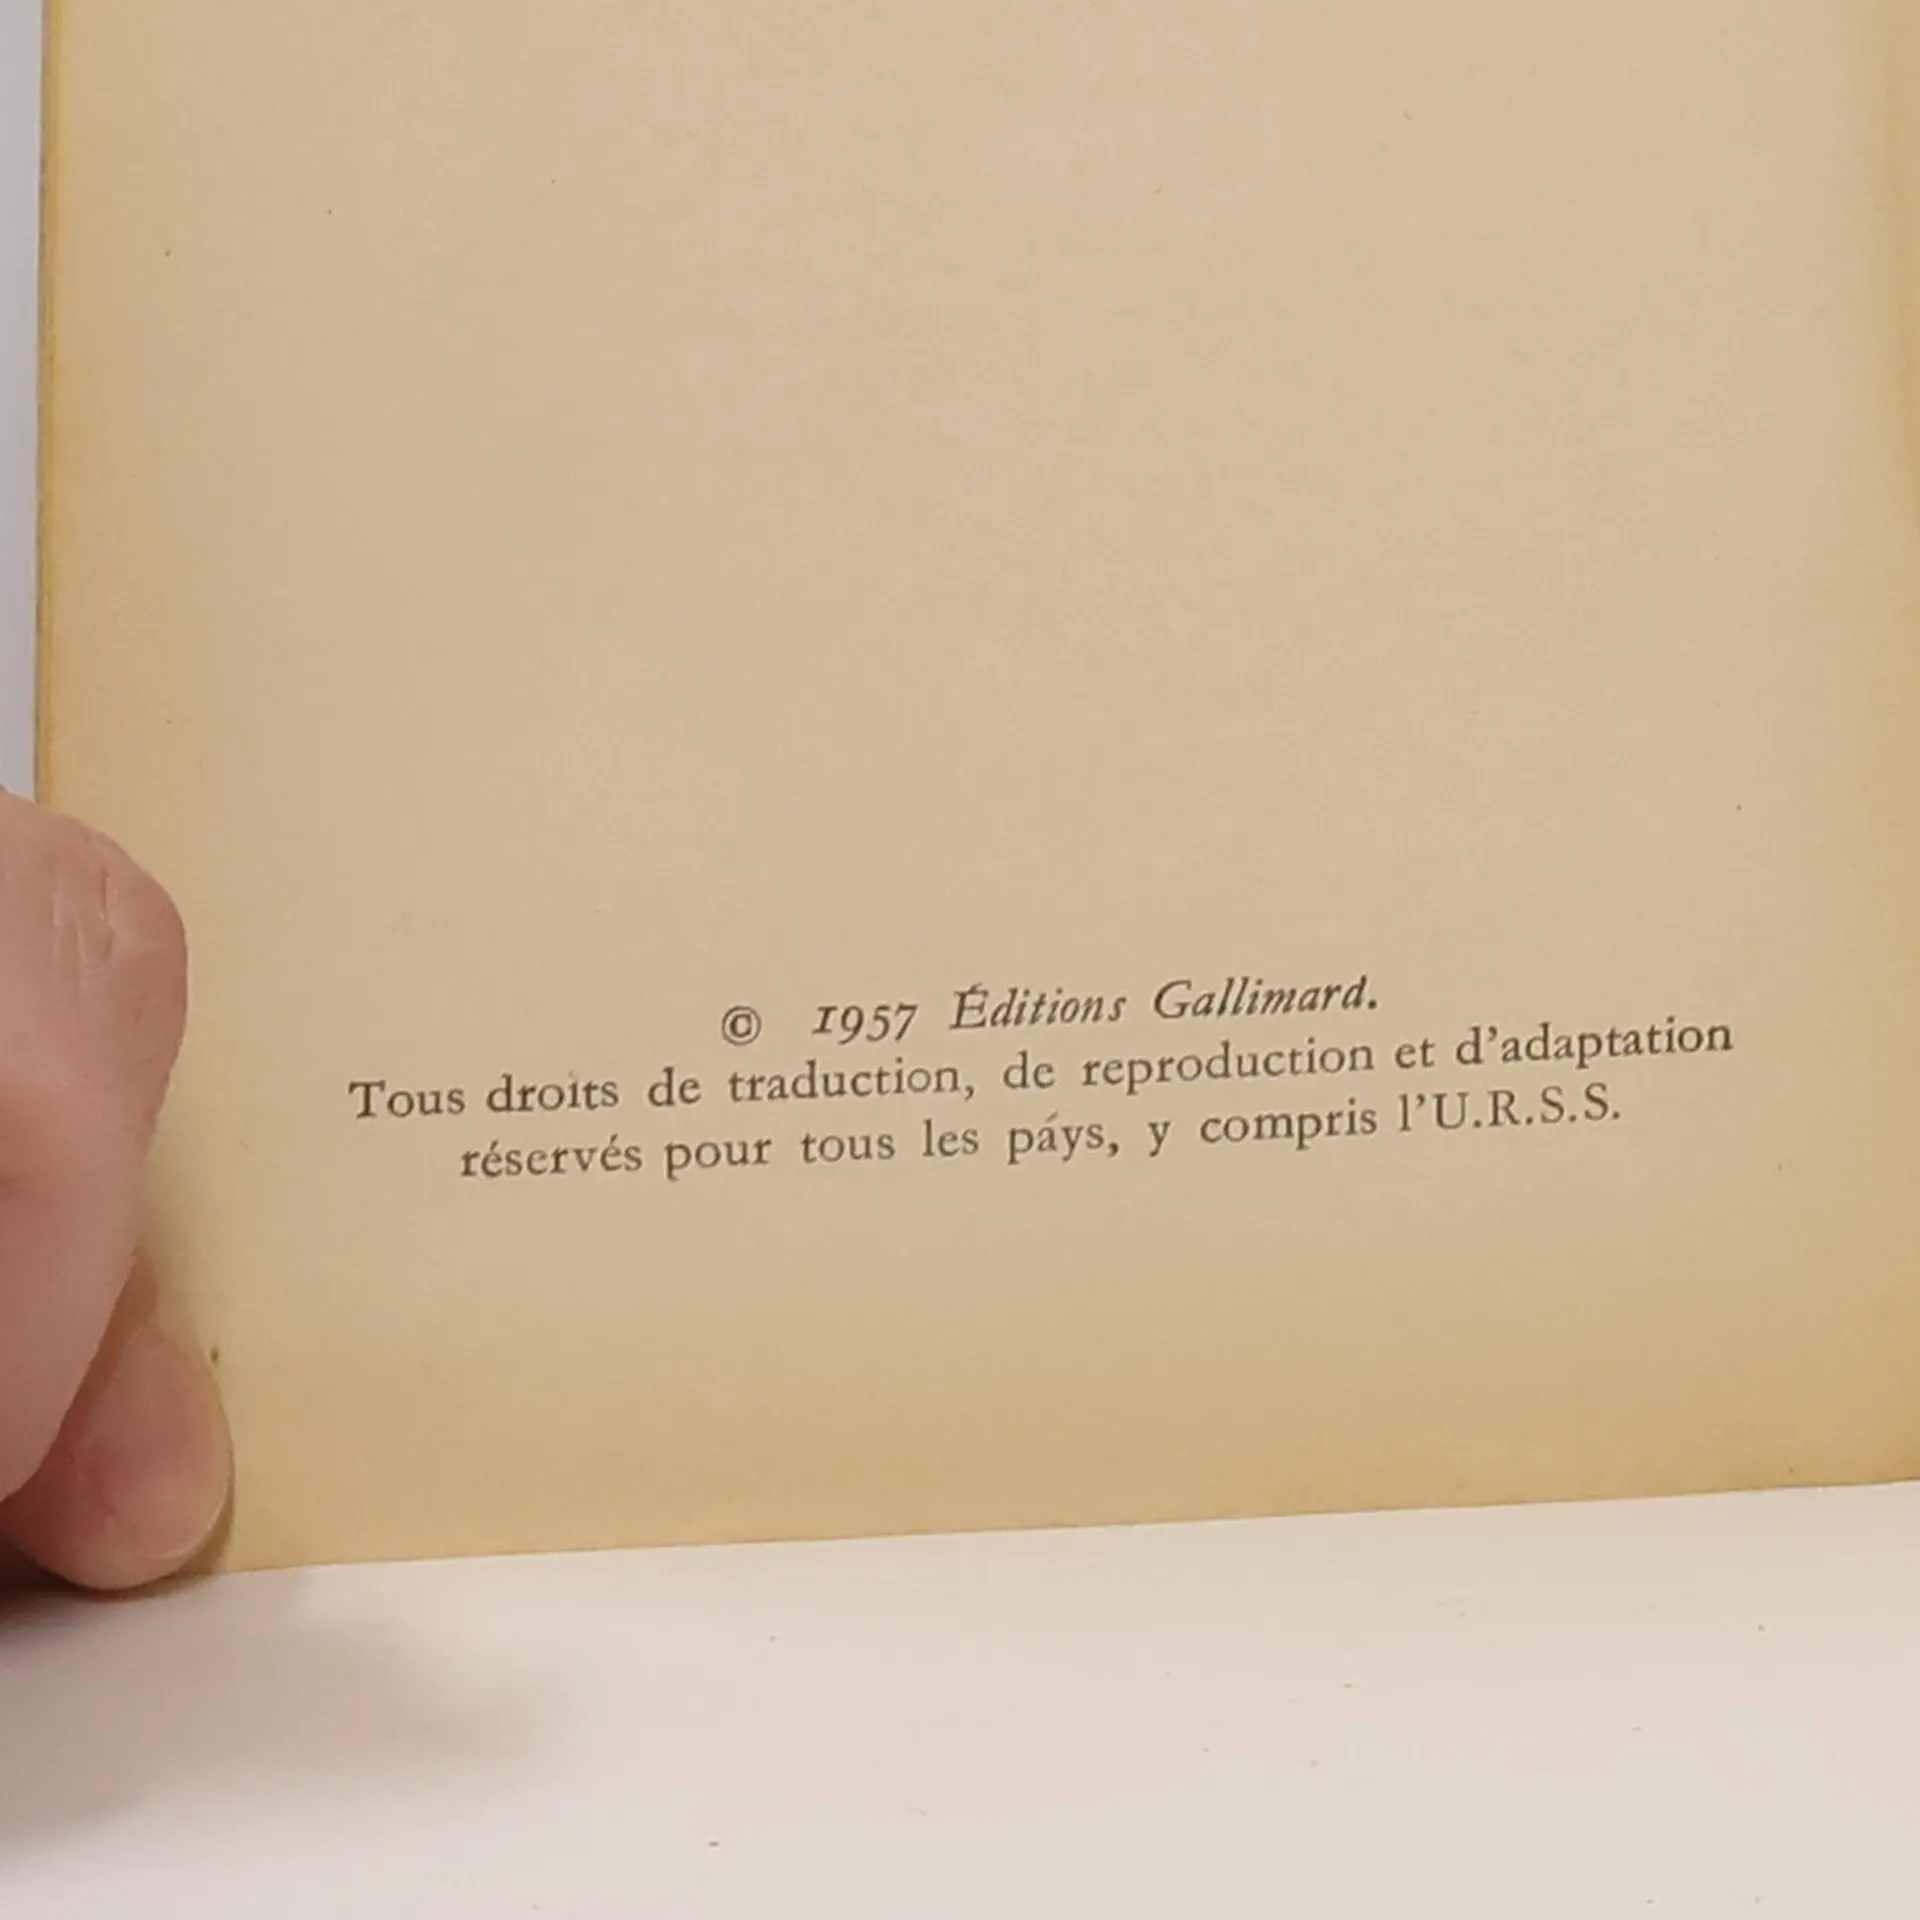 © 1957 Éditions Gallimard.
Tous droits de traduction, de reproduction et d'adaptation
réservés pour tous les páys, y compris l'U.R.S.S.